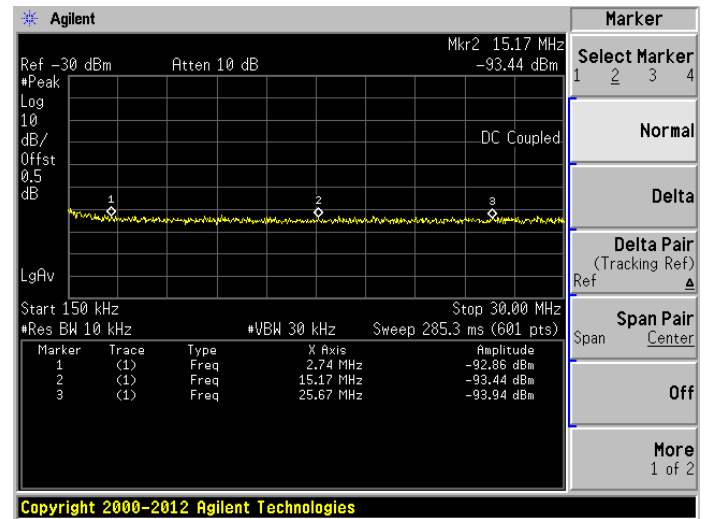 Agilent
Marker
Mkr2 15.17 MHz
Ref -30 dBm Atten 10 dB -93.44 dBm
#Peak
Log
10
dB/
Offst
0.5
dB
DC Coupled
1 2 3
LgAv
Start 150 kHz Stop 30.00 MHz
#Res BW 10 kHz #VBW 30 kHz Sweep 285.3 ms (601 pts)
Marker Trace Type X Axis Amplitude
1 (1) Freq 2.74 MHz -92.86 dBm
2 (1) Freq 15.17 MHz -93.44 dBm
3 (1) Freq 25.67 MHz -93.94 dBm
Select Marker
1 2 3 4
Normal
Delta
Delta Pair
(Tracking Ref)
Ref Δ
Span Pair
Span Center
Off
More
1 of 2
Copyright 2000-2012 Agilent Technologies